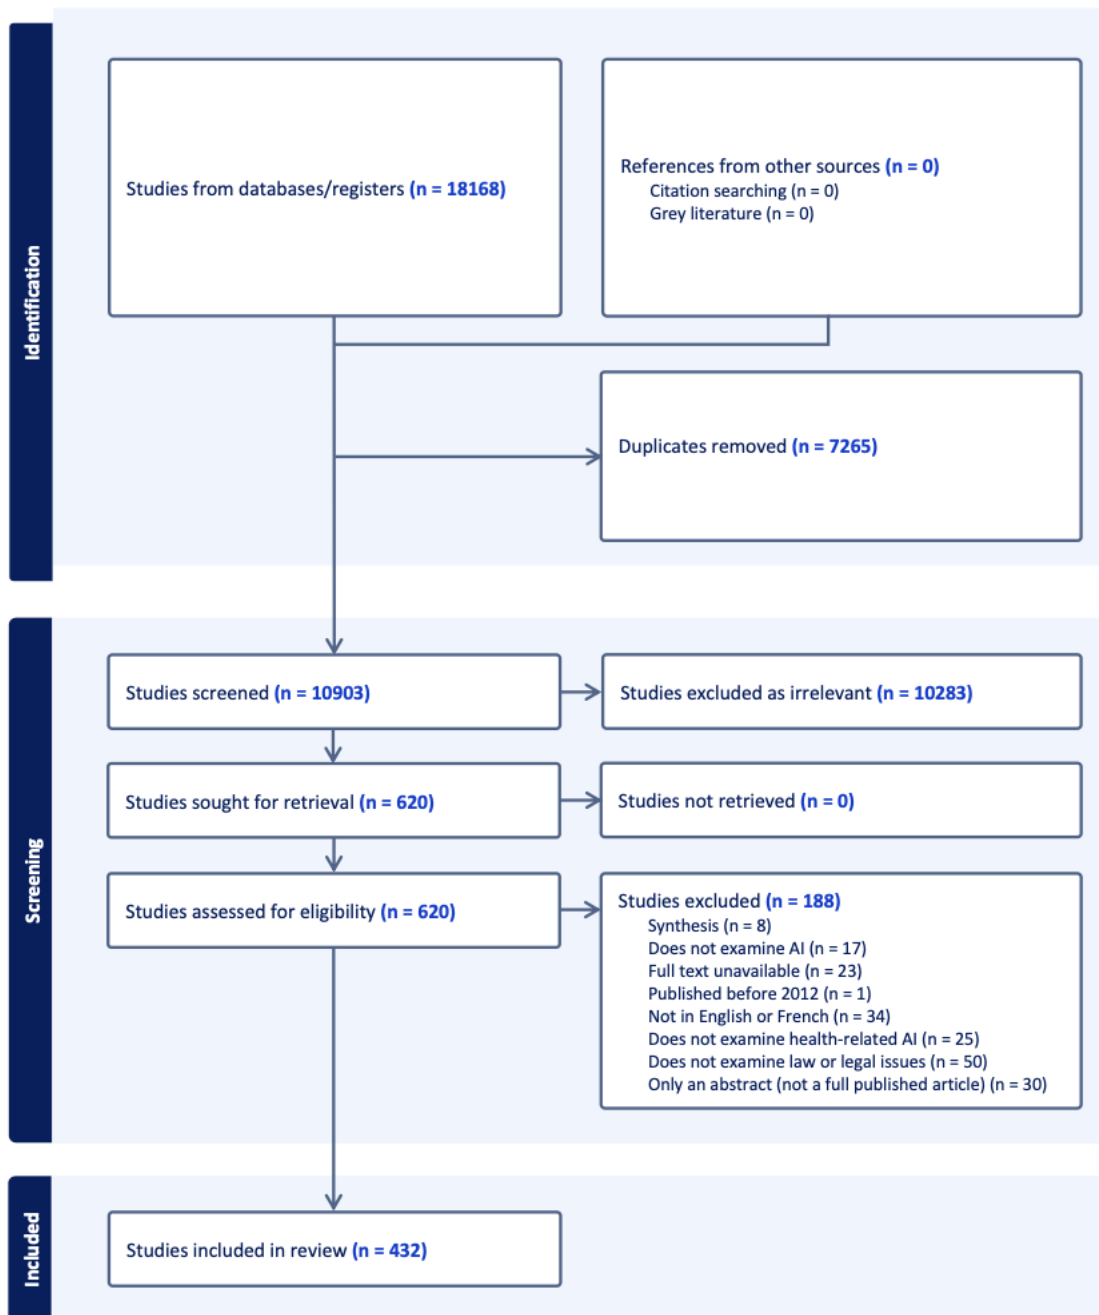 Identification
Studies from databases/registers (n = 18168)
References from other sources (n = 0)
Citation searching (n = 0)
Grey literature (n = 0)
Duplicates removed (n = 7265)
Screening
Studies screened (n = 10903)
Studies excluded as irrelevant (n = 10283)
Studies sought for retrieval (n = 620)
Studies not retrieved (n = 0)
Studies assessed for eligibility (n = 620)
Studies excluded (n = 188)
Synthesis (n = 8)
Does not examine AI (n = 17)
Full text unavailable (n = 23)
Published before 2012 (n = 1)
Not in English or French (n = 34)
Does not examine health-related AI (n = 25)
Does not examine law or legal issues (n = 50)
Only an abstract (not a full published article) (n = 30)
Included
Studies included in review (n = 432)